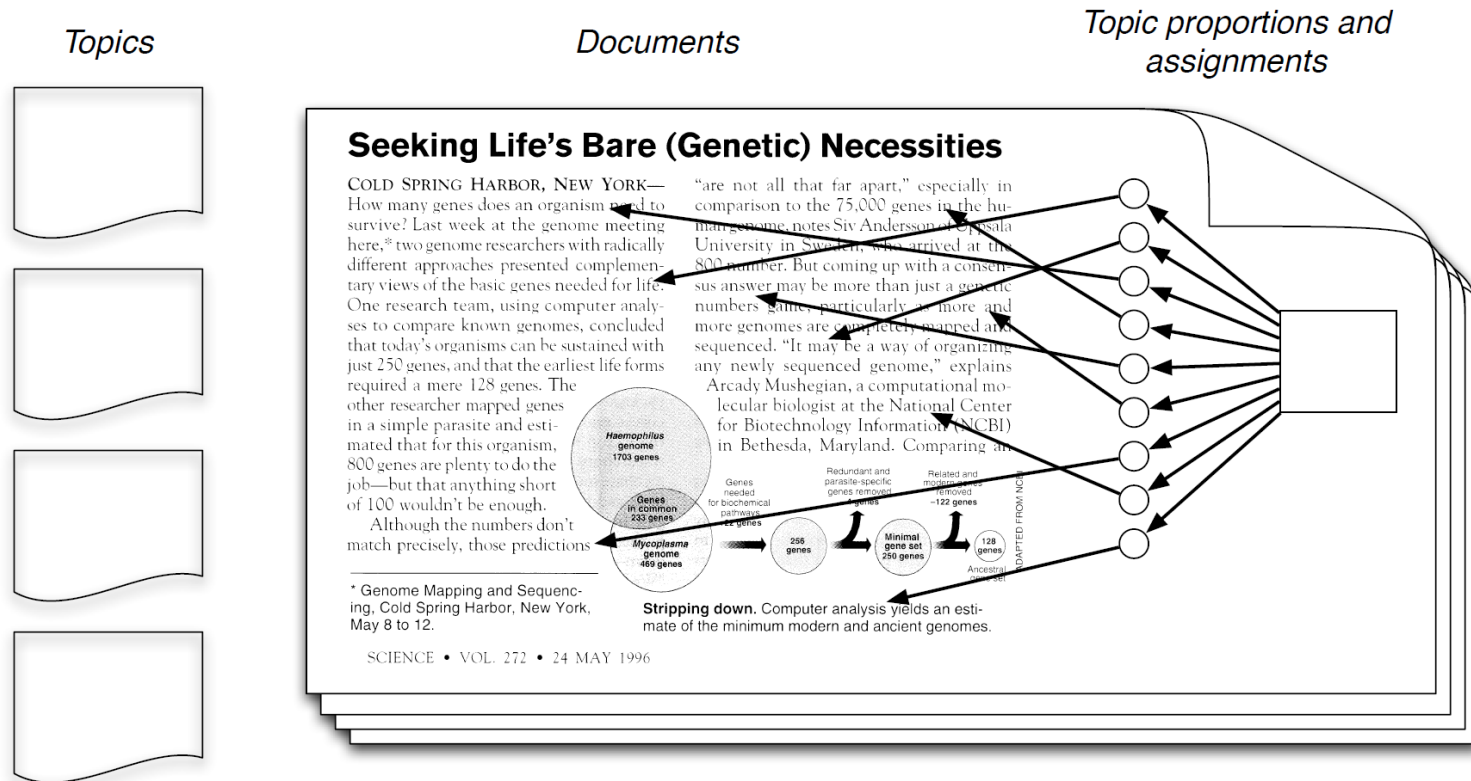 Topics
Documents
Topic proportions and
assignments
Seeking Life's Bare (Genetic) Necessities
COLD SPRING HARBOR, NEW YORK—
How many genes does an organism need to
survive? Last week at the genome meeting
here,* two genome researchers with radically
different approaches presented complemen-
tary views of the basic genes needed for life.
One research team, using computer analy-
ses to compare known genomes, concluded
that today's organisms can be sustained with
just 250 genes, and that the earliest life forms
required a mere 128 genes. The
other researcher mapped genes
in a simple parasite and esti-
mated that for this organism,
800 genes are plenty to do the
job—but that anything short
of 100 wouldn't be enough.
Although the numbers don't
match precisely, those predictions
* Genome Mapping and Sequenc-
ing, Cold Spring Harbor, New York,
May 8 to 12.
"are not all that far apart," especially in
comparison to the 75,000 genes in the hu-
man genome, notes Siv Andersson of Uppsala
University in Sweden, who arrived at the
800 number. But coming up with a consen-
sus answer may be more than just a genetic
numbers game, particularly as more and
more genomes are completely mapped and
sequenced. "It may be a way of organizing
any newly sequenced genome," explains
Arcady Mushegian, a computational mo-
lecular biologist at the National Center
for Biotechnology Information (NCBI)
in Bethesda, Maryland. Comparing an
Haemophilus
genome
1703 genes
Genes
in common
233 genes
Mycoplasma
genome
469 genes
Genes
needed
for biochemical
pathways
22 genes
256
genes
Redundant and
parasite-specific
genes removed
genes
Minimal
gene set
250 genes
Related and
modern genes
removed
–122 genes
128
genes
Ancestral
gene set
ADAPTED FROM NCBI
Stripping down. Computer analysis yields an esti-
mate of the minimum modern and ancient genomes.
SCIENCE • VOL. 272 • 24 MAY 1996